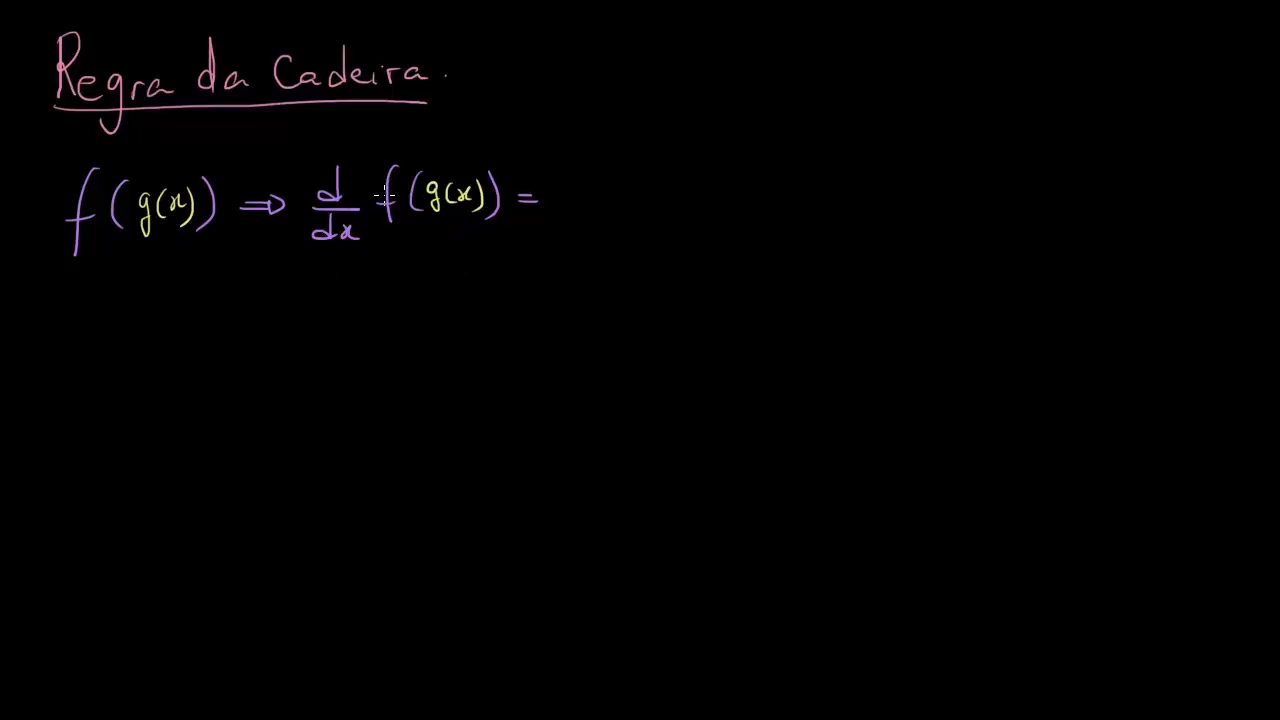 Regra da Cadeira.
f(g(x)) ⇒ d/dx f(g(x)) =